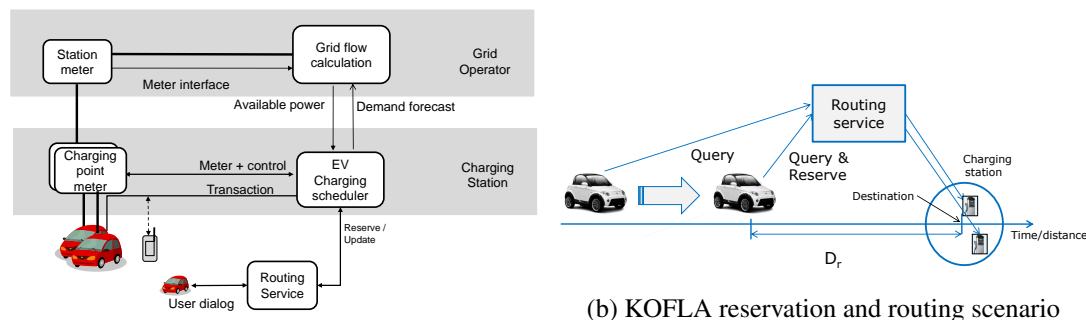 Station
meter
Grid flow
calculation
Grid
Operator
Meter interface
Available power
Demand forecast
Charging
point
meter
Meter + control
Transaction
EV
Charging
scheduler
Charging
Station
Reserve /
Update
Routing
Service
User dialog
Routing
service
Query
Query &
Reserve
Charging
station
Destination
Time/distance
Dr
(b) KOFLA reservation and routing scenario